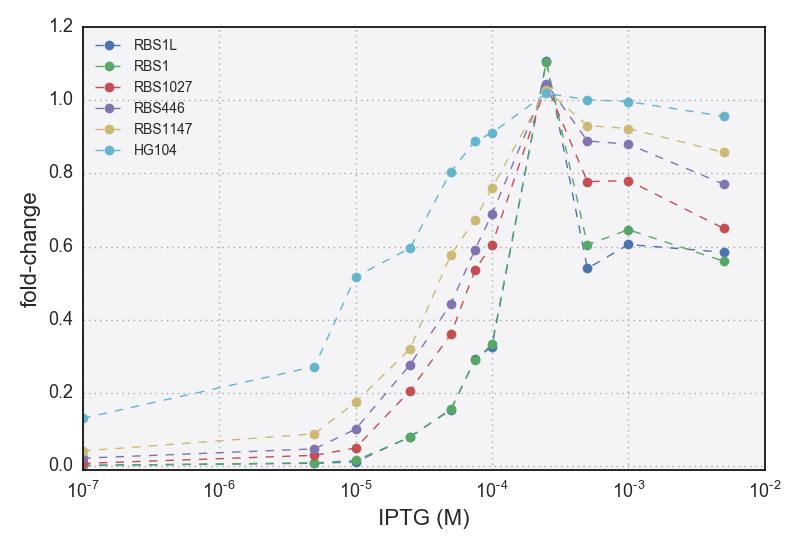 1.2
1.0
0.8
0.6
0.4
0.2
0.0
fold-change
RBS1L
RBS1
RBS1027
RBS446
RBS1147
HG104
10⁻⁷ 10⁻⁶ 10⁻⁵ 10⁻⁴ 10⁻³ 10⁻²
IPTG (M)